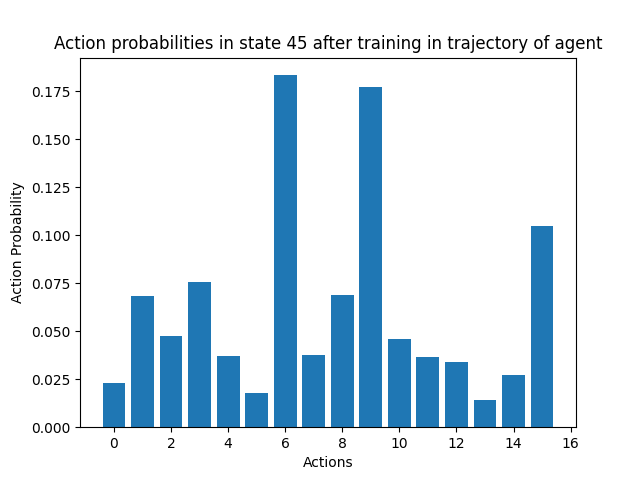 Action probabilities in state 45 after training in trajectory of agent
Action Probability
0.175
0.150
0.125
0.100
0.075
0.050
0.025
0.000
0 2 4 6 8 10 12 14 16
Actions